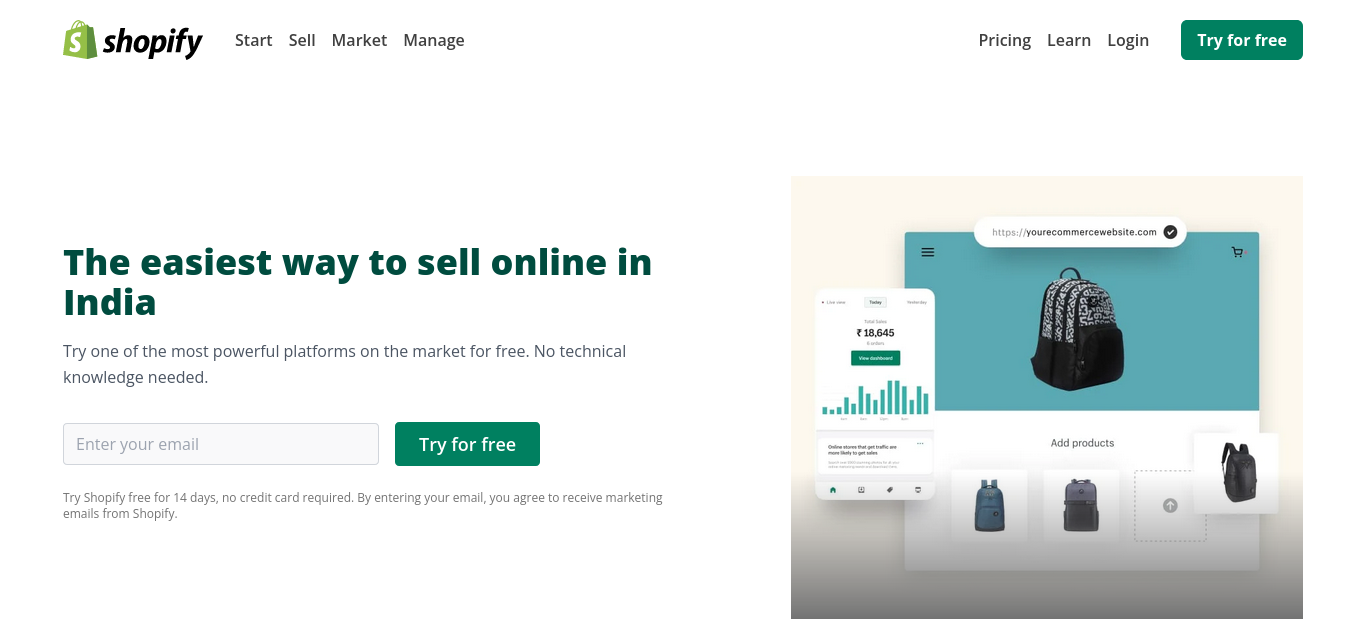 shopify
Start Sell Market Manage
Pricing Learn Login Try for free
The easiest way to sell online in
India
Try one of the most powerful platforms on the market for free. No technical
knowledge needed.
Enter your email
Try for free
Try Shopify free for 14 days, no credit card required. By entering your email, you agree to receive marketing
emails from Shopify.
https://yourecommercewebsite.com
Live view Today Yesterday
Total Sales
₹ 18,645
View dashboard
Online stores that get traffic are
more likely to get sales
Add products